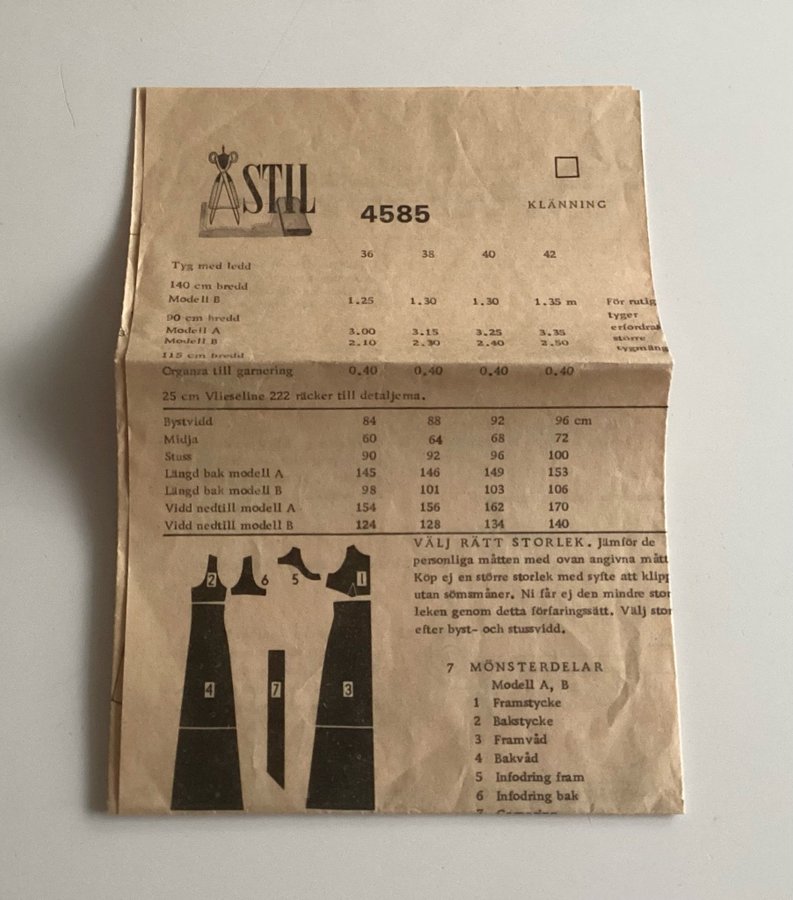 ÅSTIL
4585
KLÄNNING
36 38 40 42
Tyg med ledd
140 cm bredd
Modell B 1.25 1.30 1.30 1.35 m För rutig
90 cm bredd tyger
Modell A 3.00 3.15 3.25 3.35 erfordras
Modell B 2.10 2.30 2.40 2.50 större
115 cm bredd tygmäng
Organza till garnering 0.40 0.40 0.40 0.40
25 cm Vlieseline 222 räcker till detaljerna.
Bystvidd 84 88 92 96 cm
Midja 60 64 68 72
Stuss 90 92 96 100
Längd bak modell A 145 146 149 153
Längd bak modell B 98 101 103 106
Vidd nedtill modell A 154 156 162 170
Vidd nedtill modell B 124 128 134 140
VÄLJ RÄTT STORLEK. Jämför de
personliga måtten med ovan angivna mått
Köp ej en större storlek med syfte att klipp
utan sömsmåner. Ni får ej den mindre stor
leken genom detta förfaringssätt. Välj stor
efter byst- och stussvidd.
2 6 5 1
4 7 3
7 MÖNSTERDELAR
Modell A, B
1 Framstycke
2 Bakstycke
3 Framvåd
4 Bakvåd
5 Infodring fram
6 Infodring bak